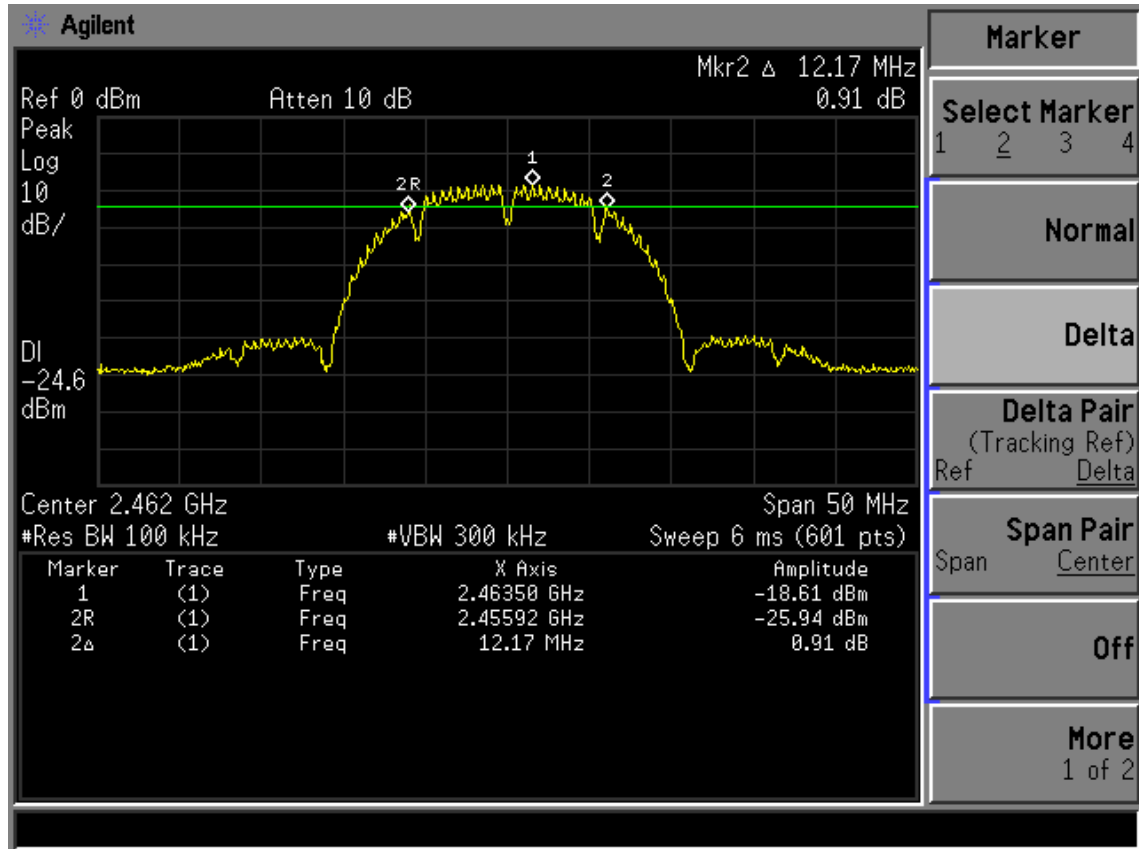 Agilent
Mkr2 Δ 12.17 MHz
Ref 0 dBm Atten 10 dB 0.91 dB
Peak
Log
10
dB/
DI
-24.6
dBm
2R
1
2
Center 2.462 GHz Span 50 MHz
#Res BW 100 kHz #VBW 300 kHz Sweep 6 ms (601 pts)
Marker Trace Type X Axis Amplitude
1 (1) Freq 2.46350 GHz -18.61 dBm
2R (1) Freq 2.45592 GHz -25.94 dBm
2Δ (1) Freq 12.17 MHz 0.91 dB
Marker
Select Marker
1 2 3 4
Normal
Delta
Delta Pair
(Tracking Ref)
Ref Delta
Span Pair
Span Center
Off
More
1 of 2